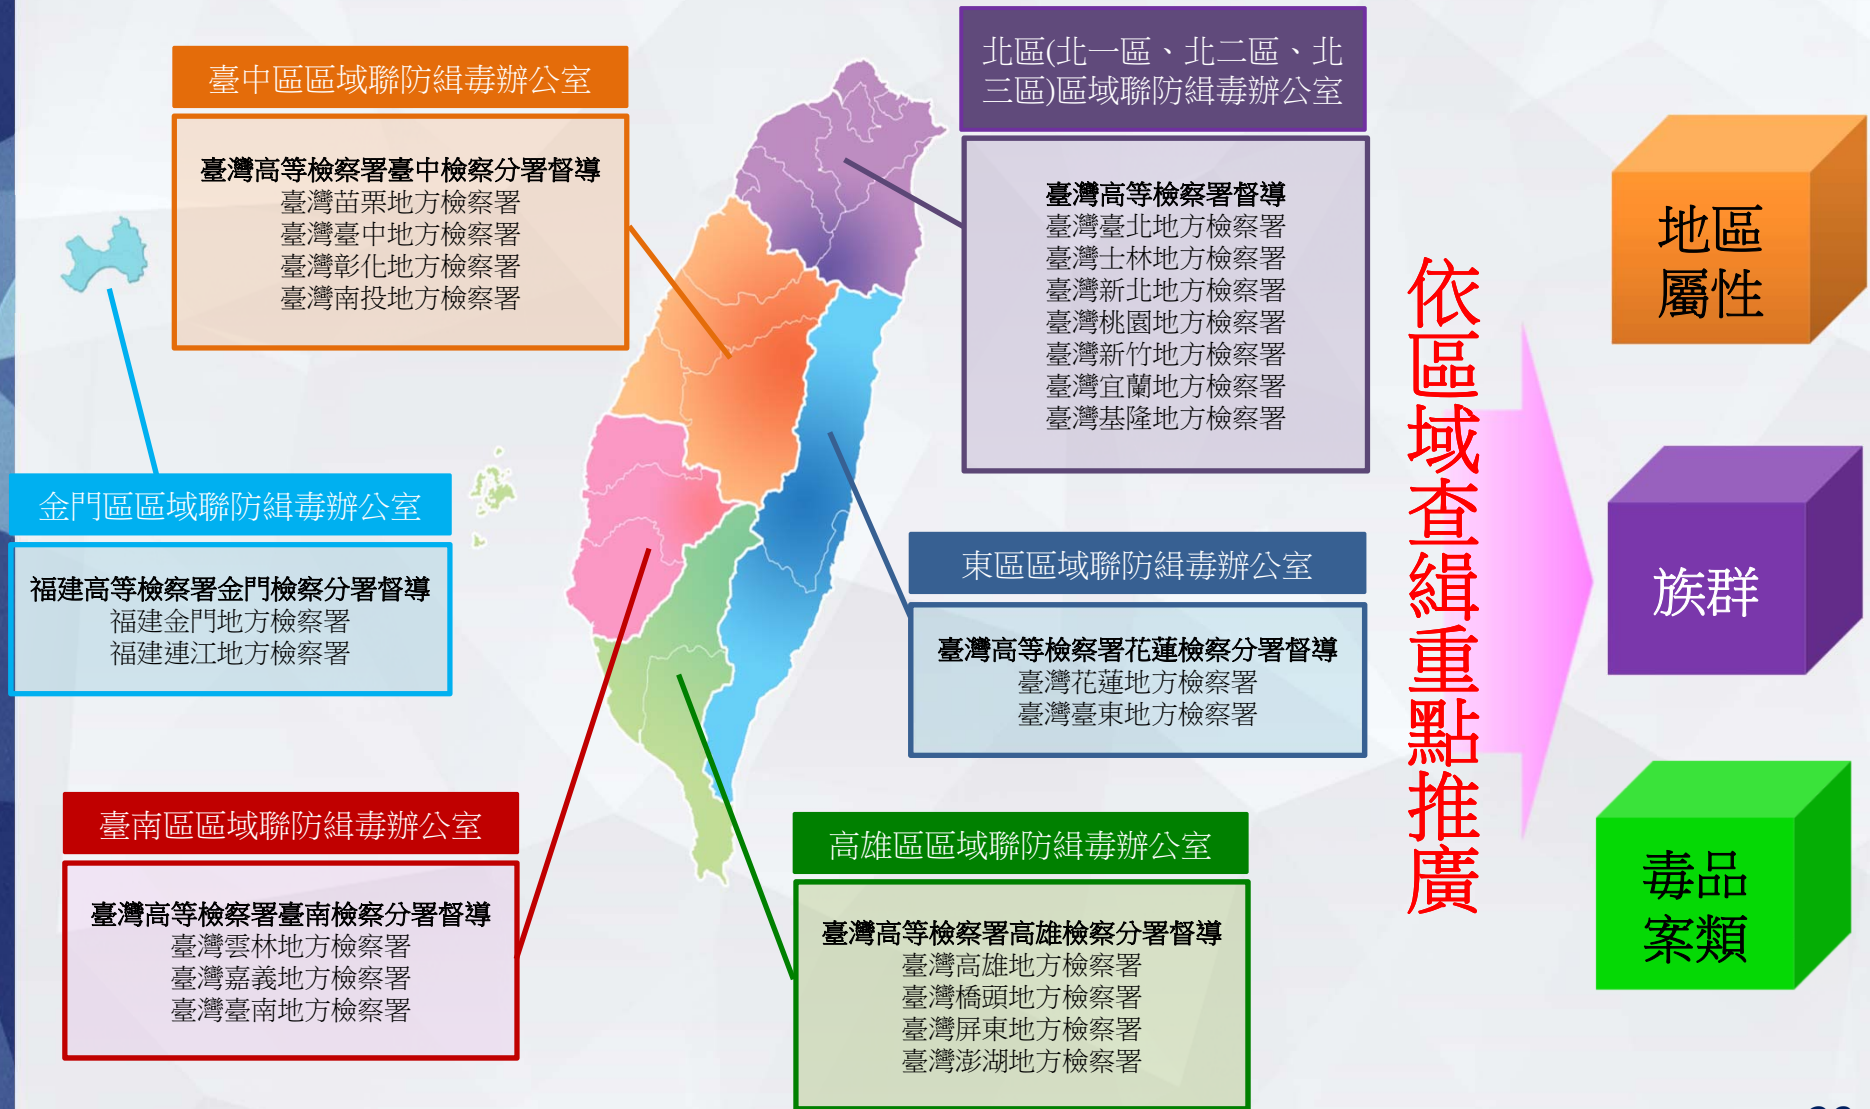 臺中區區域聯防緝毒辦公室
臺灣高等檢察署臺中檢察分署督導
臺灣苗栗地方檢察署
臺灣臺中地方檢察署
臺灣彰化地方檢察署
臺灣南投地方檢察署
北區(北一區、北二區、北
三區)區域聯防緝毒辦公室
臺灣高等檢察署督導
臺灣臺北地方檢察署
臺灣士林地方檢察署
臺灣新北地方檢察署
臺灣桃園地方檢察署
臺灣新竹地方檢察署
臺灣宜蘭地方檢察署
臺灣基隆地方檢察署
金門區區域聯防緝毒辦公室
福建高等檢察署金門檢察分署督導
福建金門地方檢察署
福建連江地方檢察署
東區區域聯防緝毒辦公室
臺灣高等檢察署花蓮檢察分署督導
臺灣花蓮地方檢察署
臺灣臺東地方檢察署
臺南區區域聯防緝毒辦公室
臺灣高等檢察署臺南檢察分署督導
臺灣雲林地方檢察署
臺灣嘉義地方檢察署
臺灣臺南地方檢察署
高雄區區域聯防緝毒辦公室
臺灣高等檢察署高雄檢察分署督導
臺灣高雄地方檢察署
臺灣橋頭地方檢察署
臺灣屏東地方檢察署
臺灣澎湖地方檢察署
依區域查緝重點推廣
地區
屬性
族群
毒品
案類